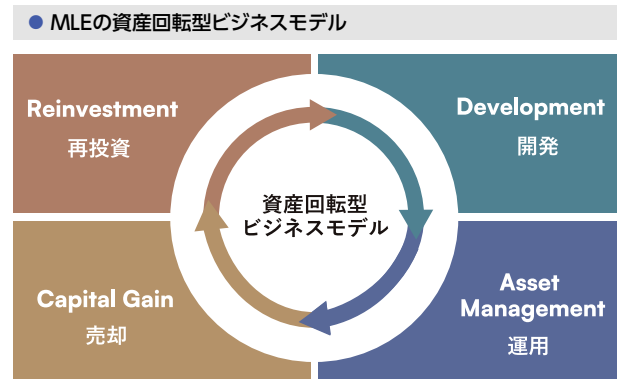 ● MLEの資産回転型ビジネスモデル
Reinvestment
再投資
Development
開発
資産回転型
ビジネスモデル
Capital Gain
売却
Asset
Management
運用